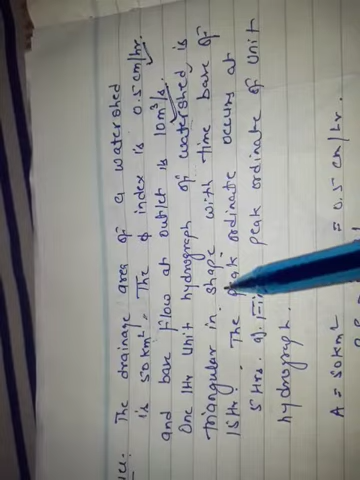 The drainage area of a watershed
is 50 km². The φ index is 0.5 cm/hr.
and base flow at outlet is 10 m³/s.
One 1Hr Unit hydrograph of watershed is
triangular in shape with time base of
15 Hr. The peak ordinate occurs at
5 Hrs. peak ordinate of Unit
hydrograph.
A = 50 km² = 0.5 cm/hr.